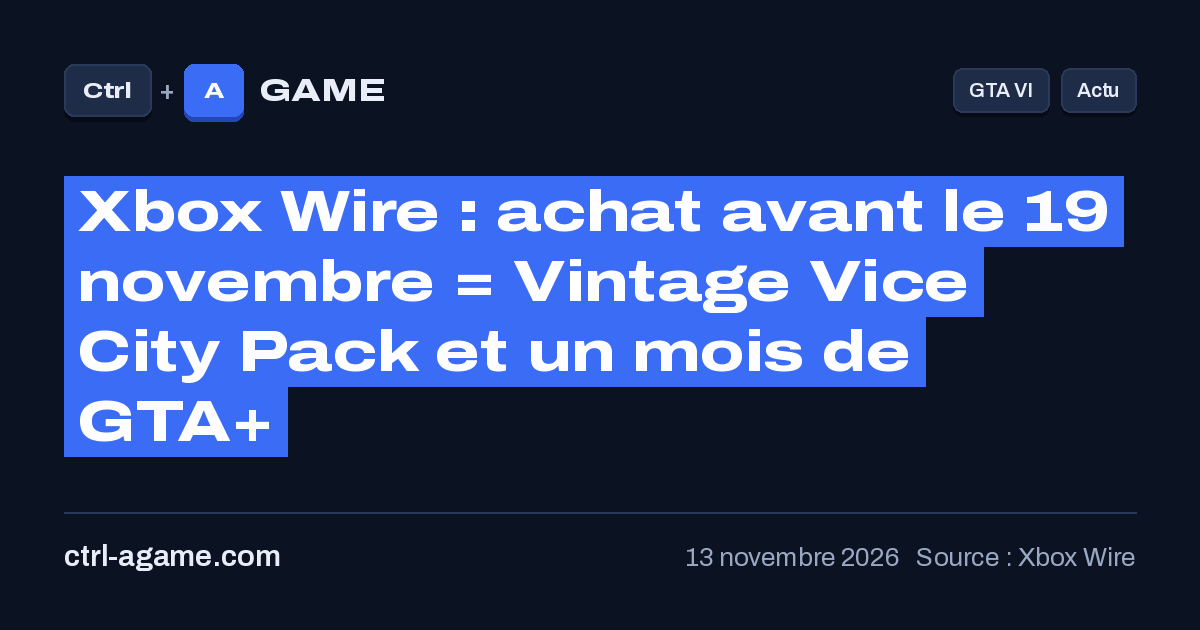 Ctrl + A GAME
GTA VI
Actu
Xbox Wire : achat avant le 19
novembre = Vintage Vice
City Pack et un mois de
GTA+
ctrl-agame.com
13 novembre 2026 Source : Xbox Wire